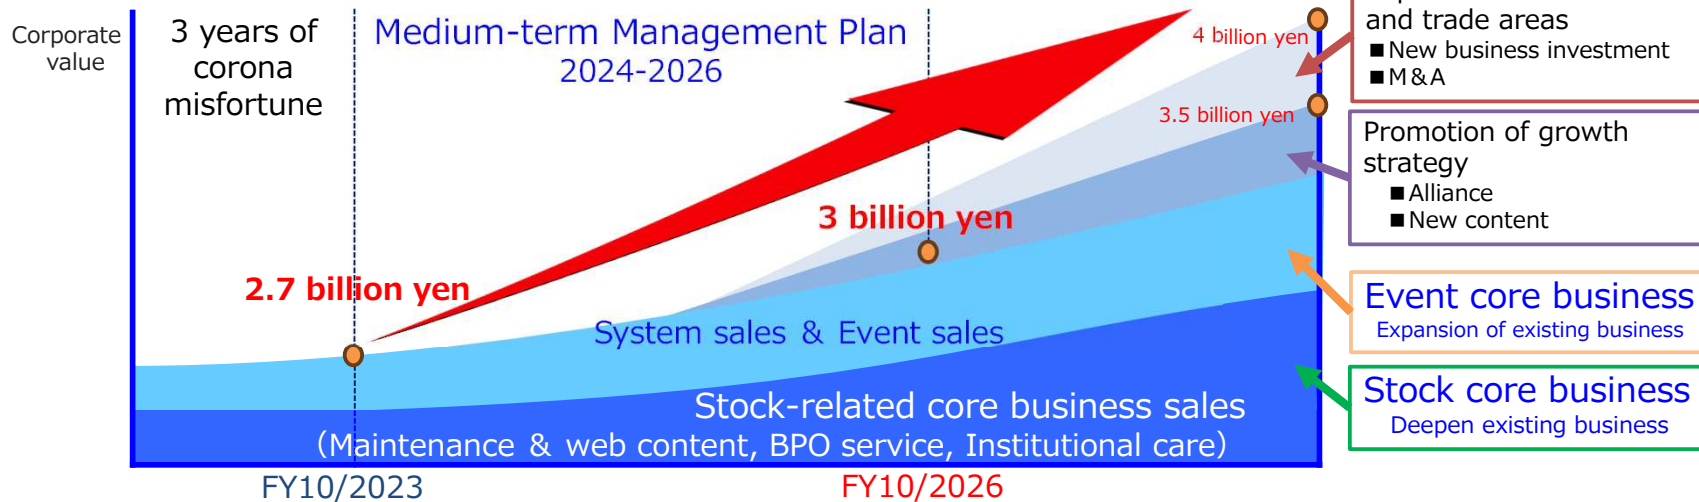 Corporate
value
3 years of
corona
misfortune
Medium-term Management Plan
2024-2026
4 billion yen
3.5 billion yen
3 billion yen
2.7 billion yen
System sales & Event sales
Stock-related core business sales
(Maintenance & web content, BPO service, Institutional care)
FY10/2023
FY10/2026
and trade areas
■New business investment
■M&A
Promotion of growth
strategy
■Alliance
■New content
Event core business
Expansion of existing business
Stock core business
Deepen existing business